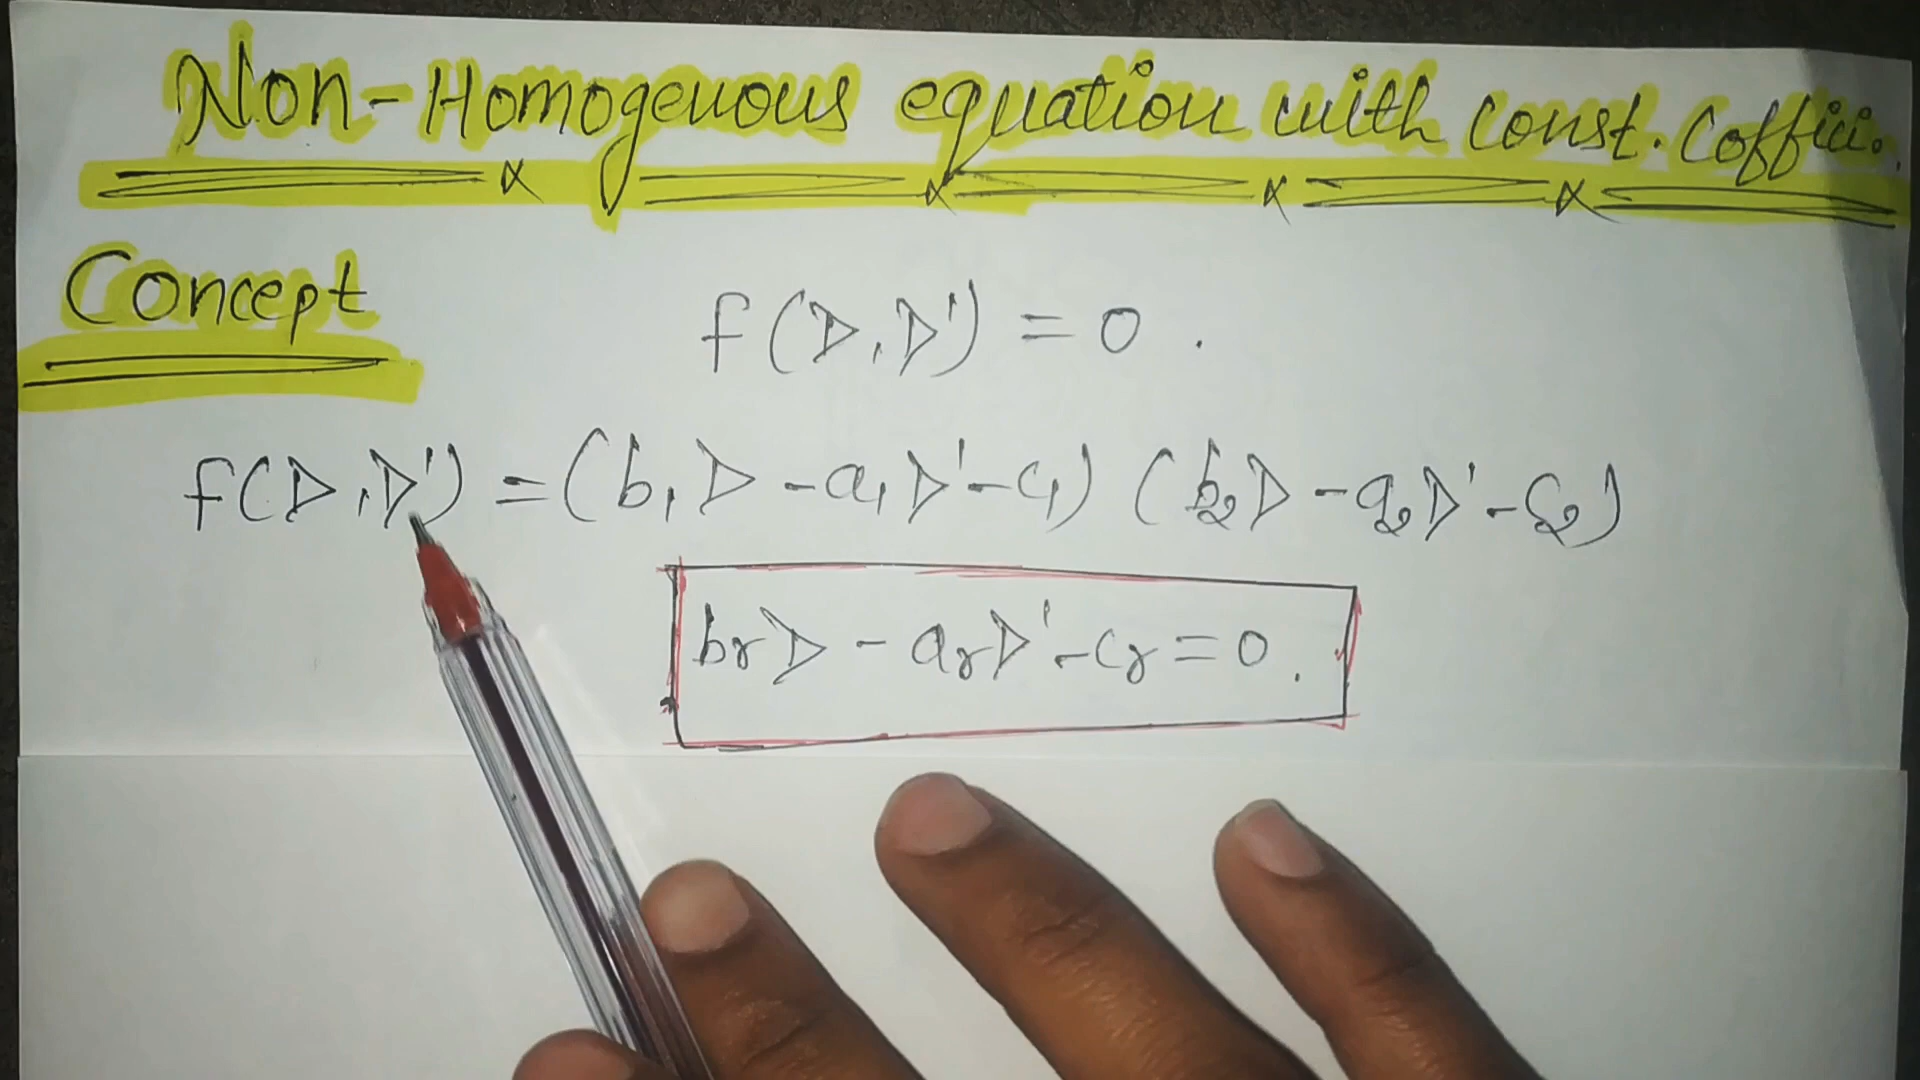 Non-Homogenous equation with const. Coffici.
Concept
f(D,D') = 0 .
f(D,D') = (b₁D - a₁D' - c₁) (b₂D - a₂D' - c₂)
brD - arD' - cr = 0 .